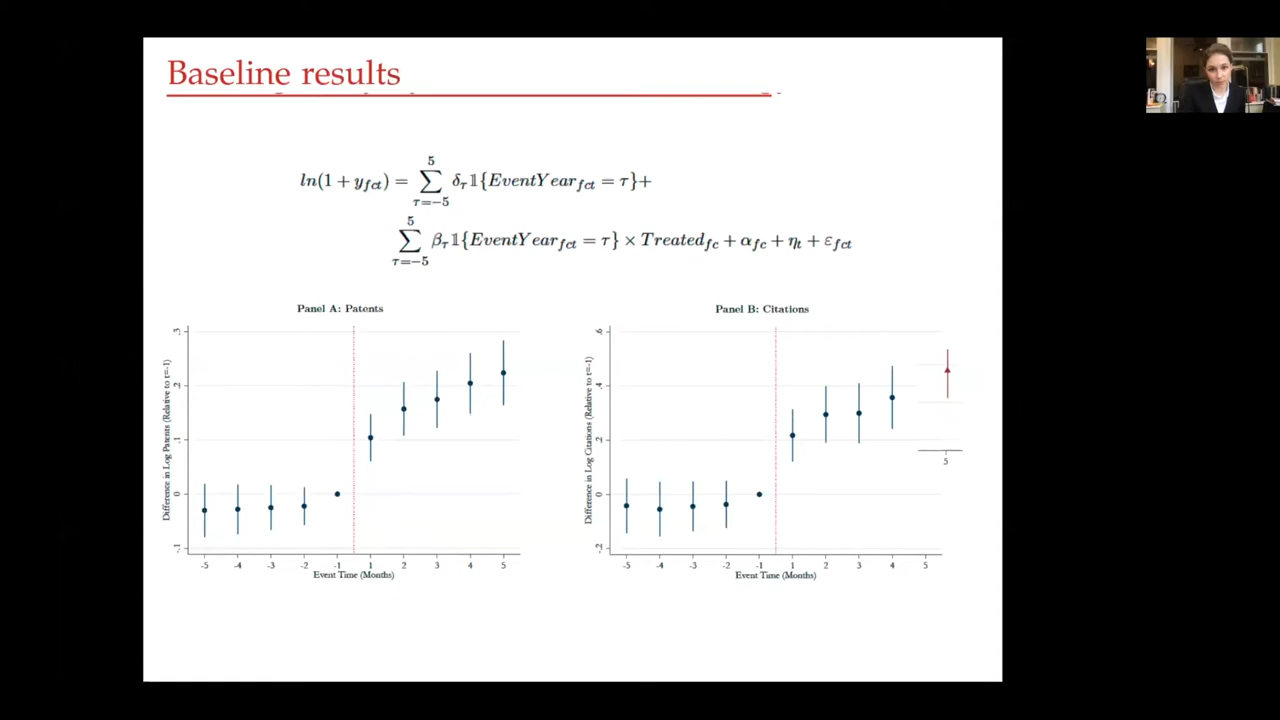 Baseline results
5
ln(1 + y_fct) = ∑ δ_τ 𝟙{EventYear_fct = τ}+
τ=−5
5
∑ β_τ 𝟙{EventYear_fct = τ} × Treated_fc + α_fc + η_t + ε_fct
τ=−5
Panel A: Patents
Difference in Log Patents (Relative to t=-1)
.3
.2
.1
0
-.1
-5 -4 -3 -2 -1 1 2 3 4 5
Event Time (Months)
Panel B: Citations
Difference in Log Citations (Relative to t=-1)
.6
.4
.2
0
-.2
-5 -4 -3 -2 -1 1 2 3 4 5
Event Time (Months)
5